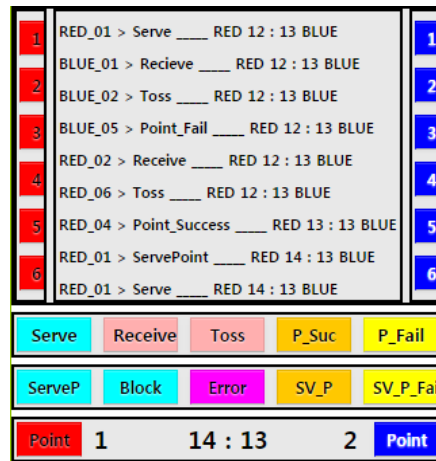 1 RED_01 > Serve ____ RED 12 : 13 BLUE 1
BLUE_01 > Recieve ____ RED 12 : 13 BLUE
2 BLUE_02 > Toss ____ RED 12 : 13 BLUE 2
3 BLUE_05 > Point_Fail ____ RED 12 : 13 BLUE 3
RED_02 > Receive ____ RED 12 : 13 BLUE
4 RED_06 > Toss ____ RED 12 : 13 BLUE 4
5 RED_04 > Point_Success ____ RED 13 : 13 BLUE 5
RED_01 > ServePoint ____ RED 14 : 13 BLUE
6 RED_01 > Serve ____ RED 14 : 13 BLUE 6
Serve Receive Toss P_Suc P_Fail
ServeP Block Error SV_P SV_P_Fai
Point 1 14 : 13 2 Point